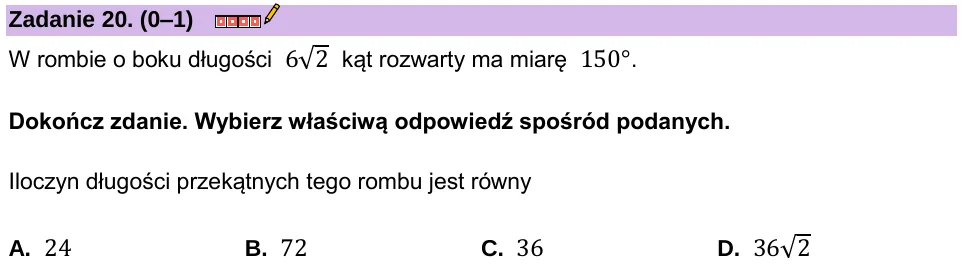 Zadanie 20. (0–1)
W rombie o boku długości 6√2 kąt rozwarty ma miarę 150°.
Dokończ zdanie. Wybierz właściwą odpowiedź spośród podanych.
Iloczyn długości przekątnych tego rombu jest równy
A. 24 B. 72 C. 36 D. 36√2